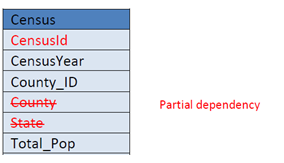 Census
CensusId
CensusYear
County_ID
County
State
Total_Pop
Partial dependency